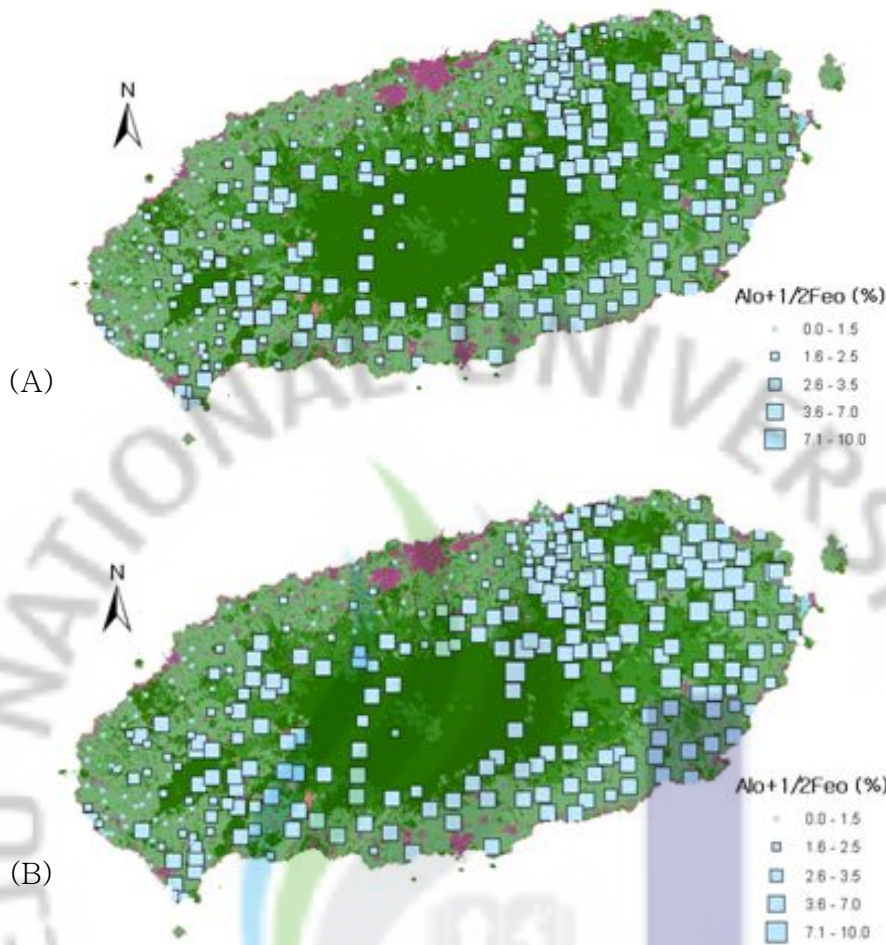 N
Alo+1/2Feo (%)
0.0 - 1.5
1.6 - 2.5
2.6 - 3.5
3.6 - 7.0
7.1 - 10.0
(A)
NATIONAL UNIVERS
N
Alo+1/2Feo (%)
0.0 - 1.5
1.6 - 2.5
2.6 - 3.5
3.6 - 7.0
7.1 - 10.0
(B)